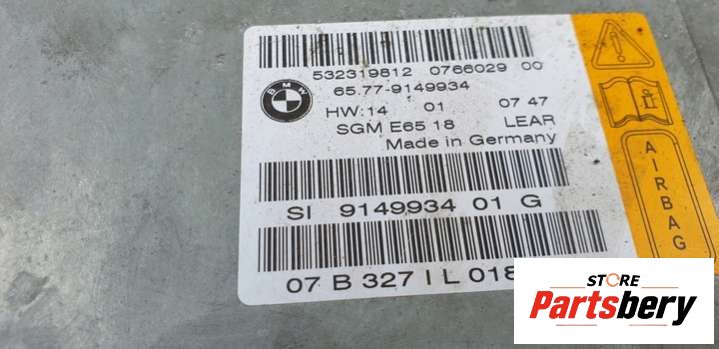 532319812 0766029 00
BMW
65.77-9149934
HW:14 01 07 47
SGM E65 18 LEAR
Made in Germany
SI 9149934 01 G
AIRBAG
07 B 327 I L 018
STORE
Partsbery